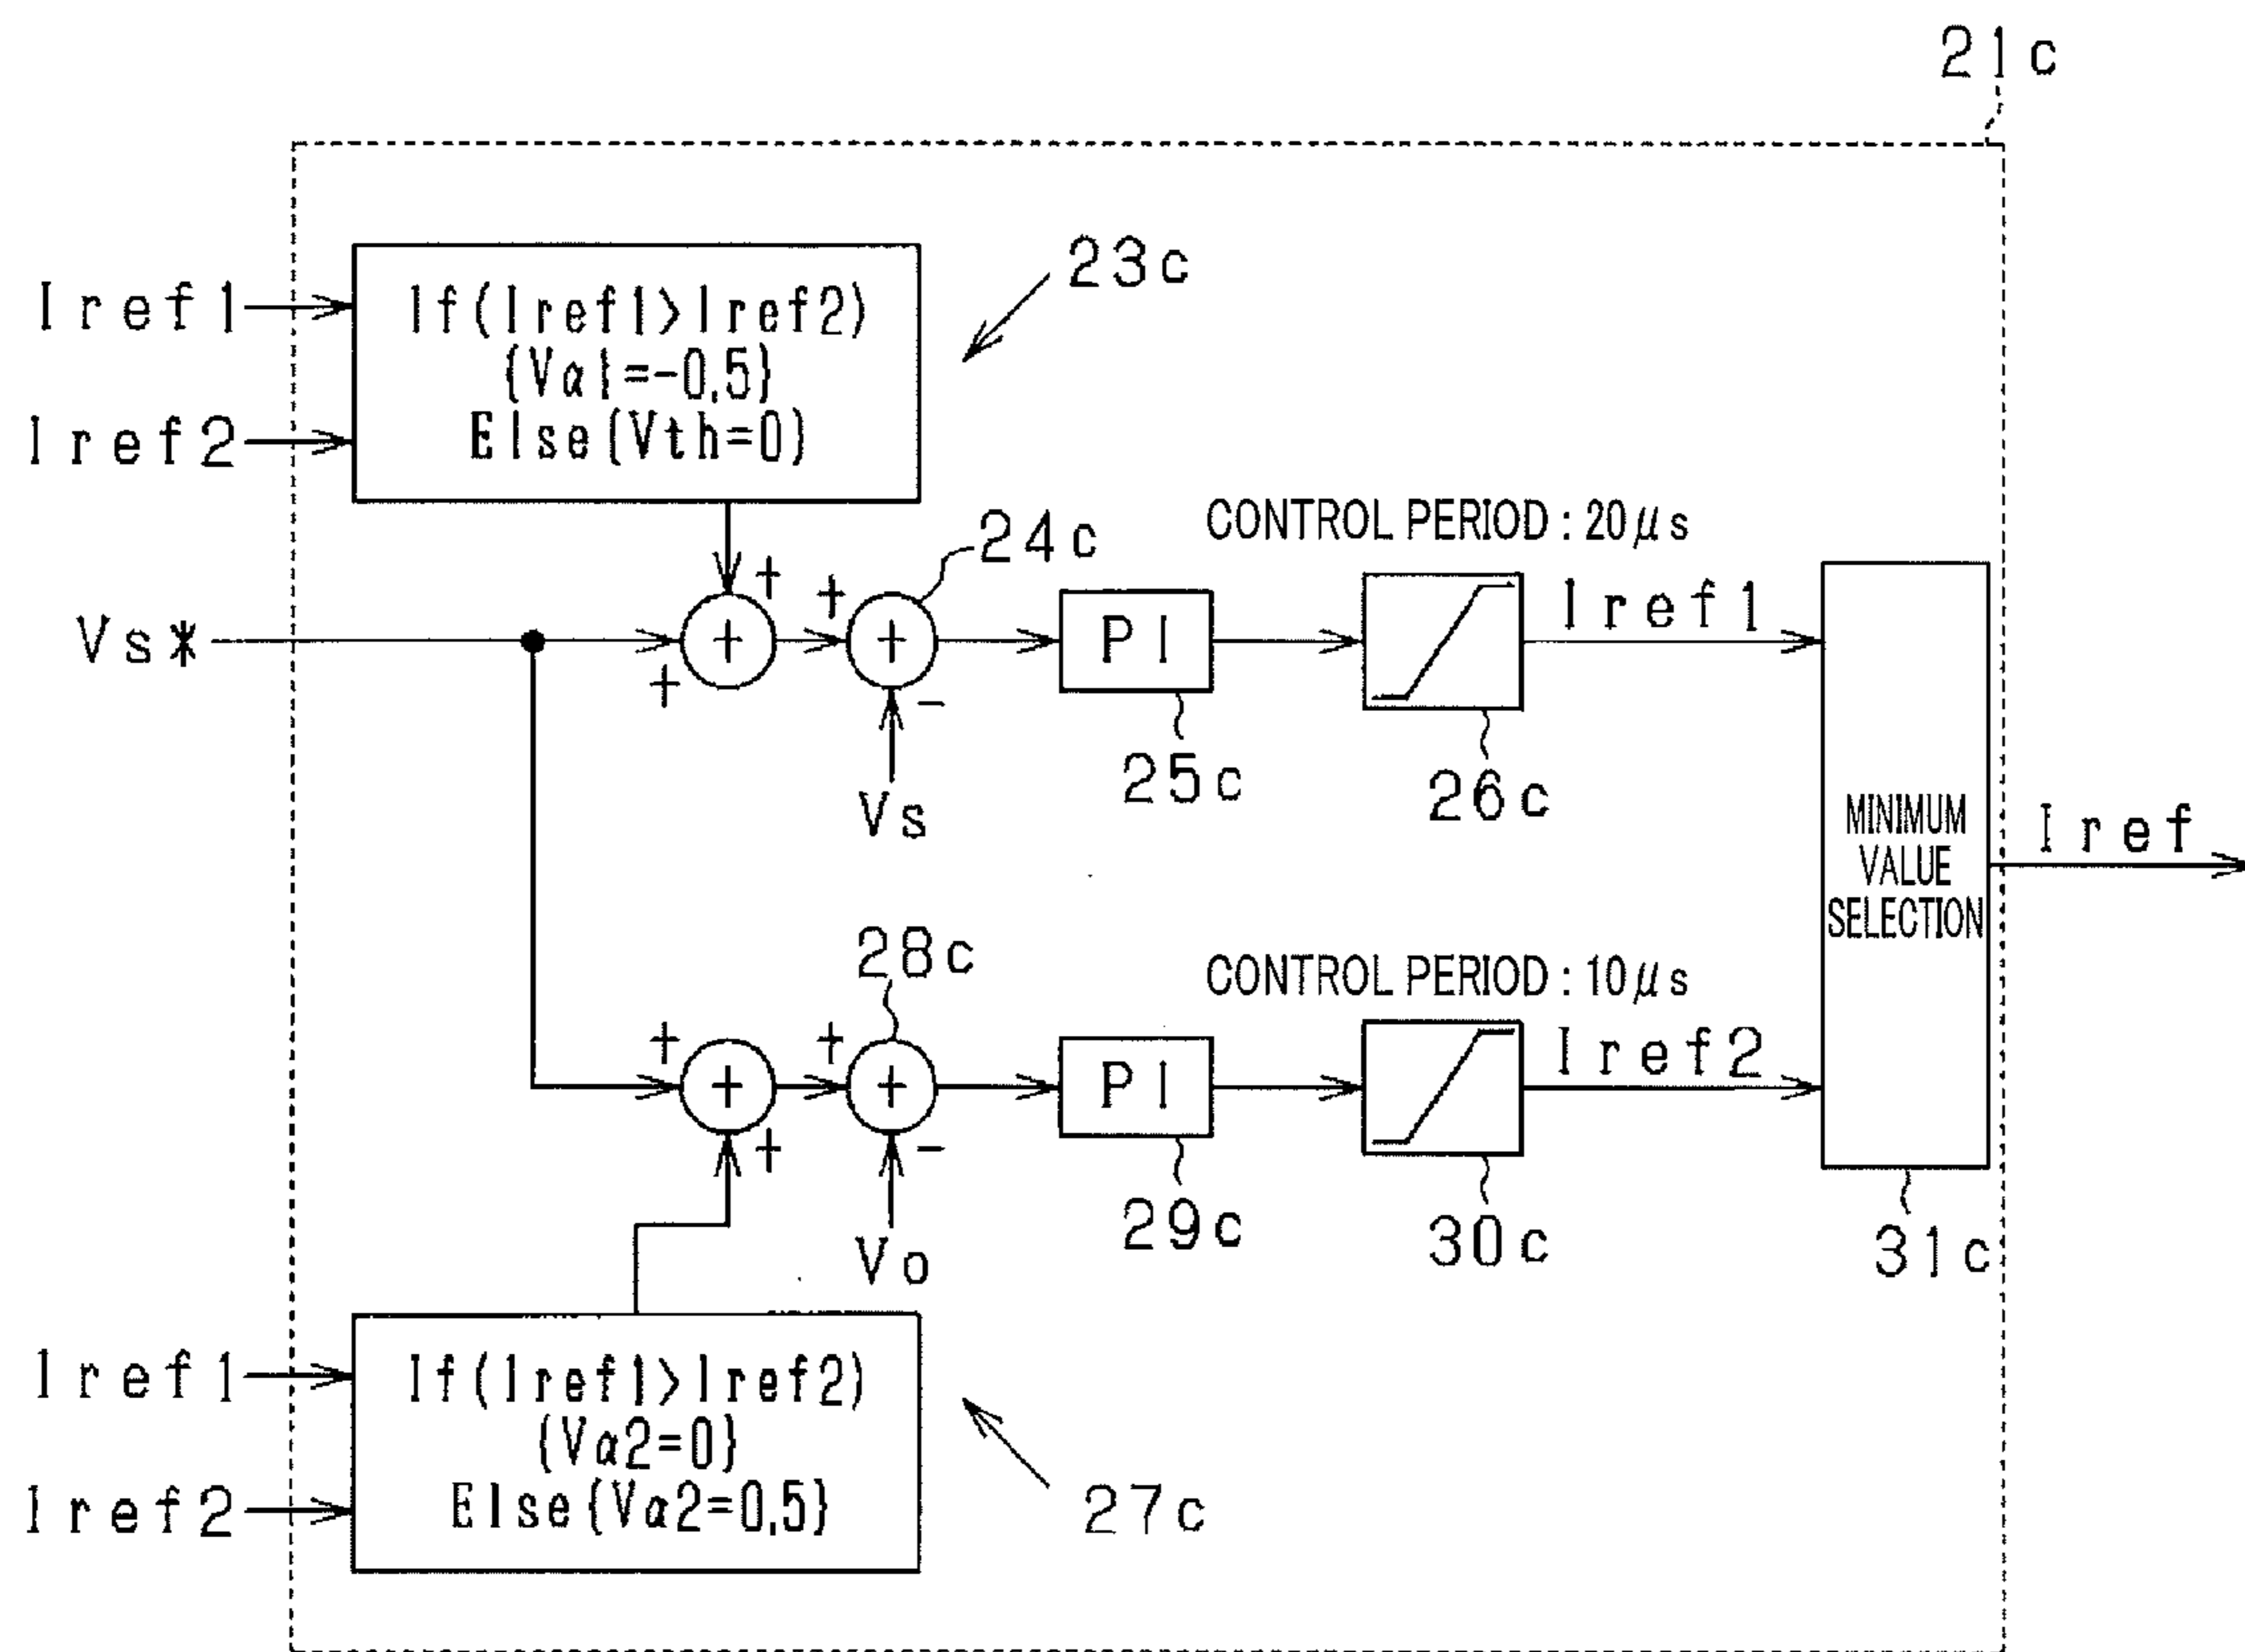 21c
23c
Iref1
Iref2
If(Iref1>Iref2)
{Vα1=-0.5}
Else{Vth=0}
24c
CONTROL PERIOD : 20μs
Vs*
+
+
+
+
+
-
Vs
PI
25c
26c
Iref1
MINIMUM
VALUE
SELECTION
Iref
31c
28c
CONTROL PERIOD : 10μs
+
+
+
+
+
-
Vo
PI
29c
30c
Iref2
Iref1
Iref2
If(Iref1>Iref2)
{Vα2=0}
Else{Vα2=0.5}
27c